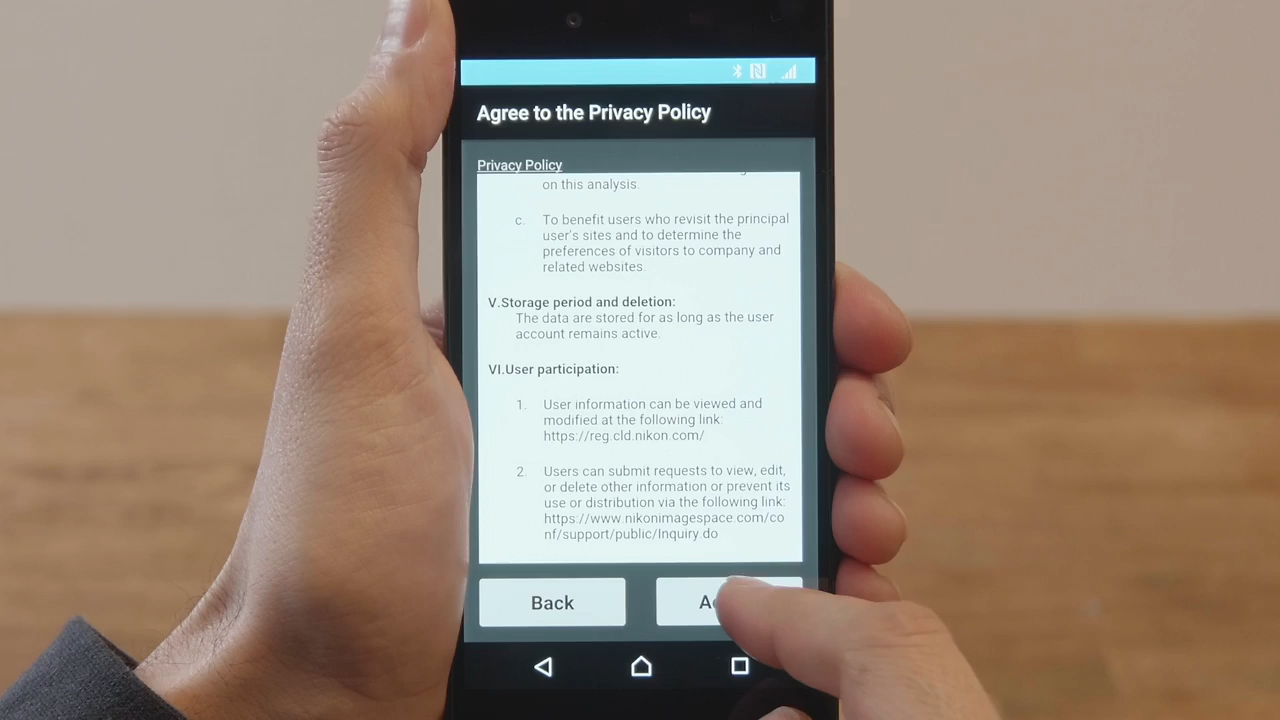 Agree to the Privacy Policy
Privacy Policy
on this analysis.
c. To benefit users who revisit the principal
user's sites and to determine the
preferences of visitors to company and
related websites.
V.Storage period and deletion:
The data are stored for as long as the user
account remains active.
VI.User participation:
1. User information can be viewed and
modified at the following link:
https://reg.cld.nikon.com/
2. Users can submit requests to view, edit,
or delete other information or prevent its
use or distribution via the following link:
https://www.nikonimagespace.com/co
nf/support/public/Inquiry.do
Back